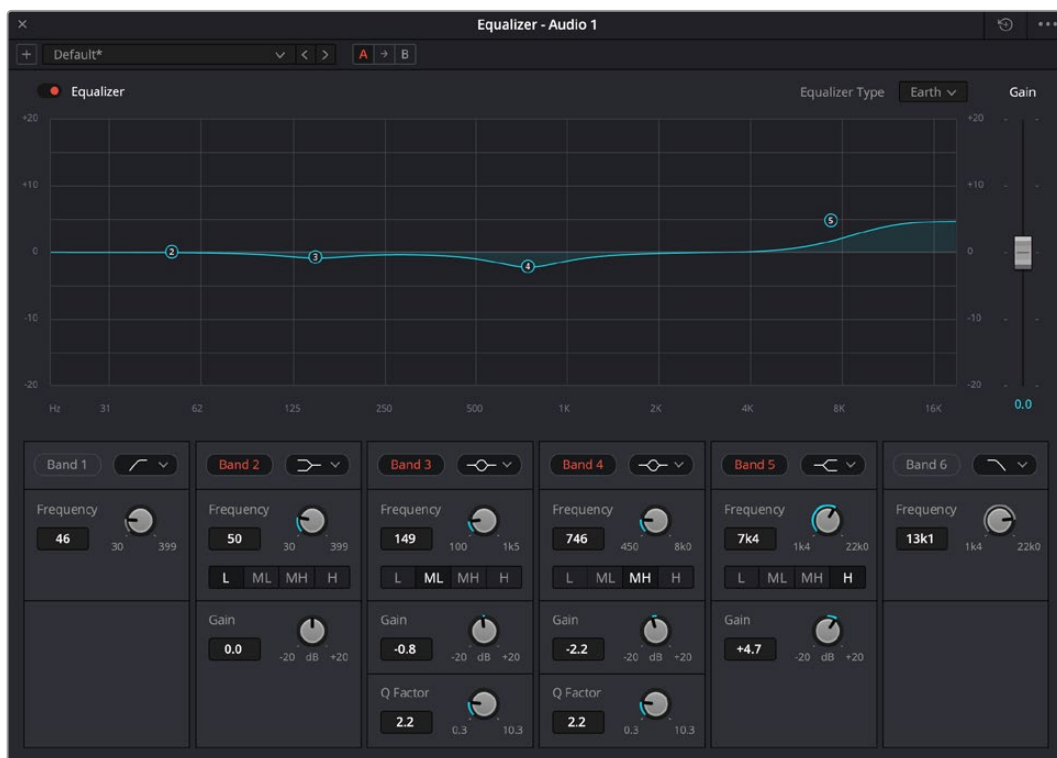 Equalizer - Audio 1
Default*
A B
Equalizer
Equalizer Type Earth Gain
+20 +20
+10 +10
0 0
-10 -10
-20 -20
Hz 31 62 125 250 500 1K 2K 4K 8K 16K 0.0
2 3 4 5
Band 1 Band 2 Band 3 Band 4 Band 5 Band 6
Frequency Frequency Frequency Frequency Frequency Frequency
46 30 399 50 30 399 149 100 1k5 746 450 8k0 7k4 1k4 22k0 13k1 1k4 22k0
L ML MH H L ML MH H L ML MH H L ML MH H
Gain Gain Gain Gain
0.0 -20 dB +20 -0.8 -20 dB +20 -2.2 -20 dB +20 +4.7 -20 dB +20
Q Factor Q Factor
2.2 0.3 10.3 2.2 0.3 10.3